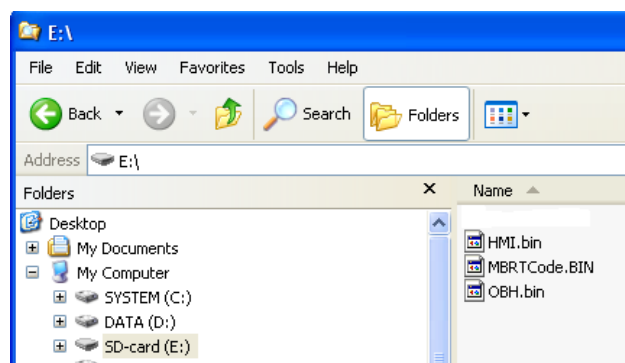 E:\
File Edit View Favorites Tools Help
Back Search Folders
Address E:\
Folders × Name
Desktop
My Documents
My Computer
SYSTEM (C:)
DATA (D:)
SD-card (E:)
HMI.bin
MBRTCode.BIN
OBH.bin